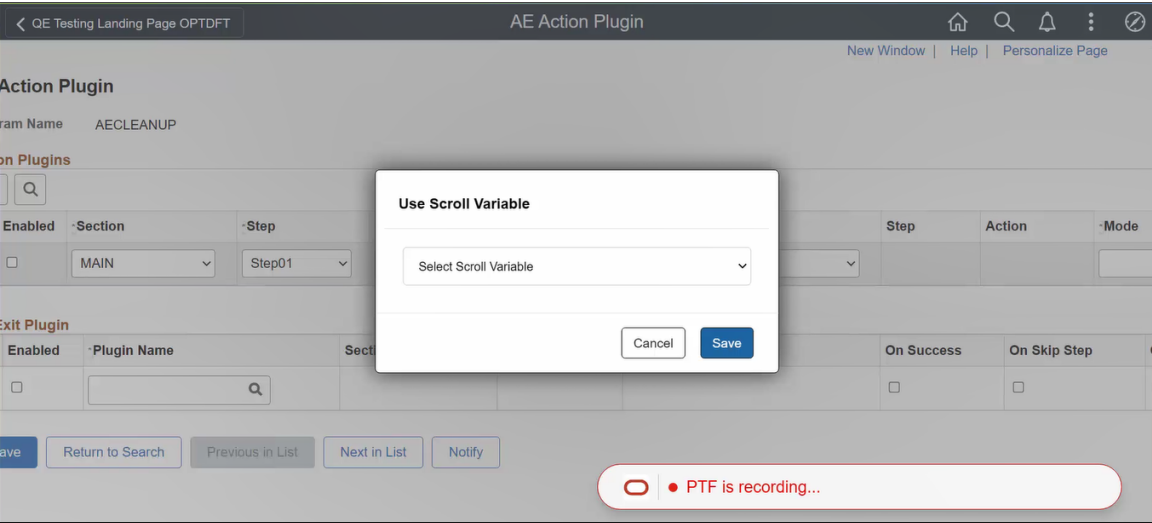 QE Testing Landing Page OPTDFT
AE Action Plugin
New Window | Help | Personalize Page
Action Plugin
ram Name AECLEANUP
on Plugins
Use Scroll Variable
Enabled *Section *Step Step Action *Mode
MAIN Step01
Select Scroll Variable
Exit Plugin
Cancel Save
Enabled *Plugin Name Secti On Success On Skip Step
ave Return to Search Previous in List Next in List Notify
PTF is recording...